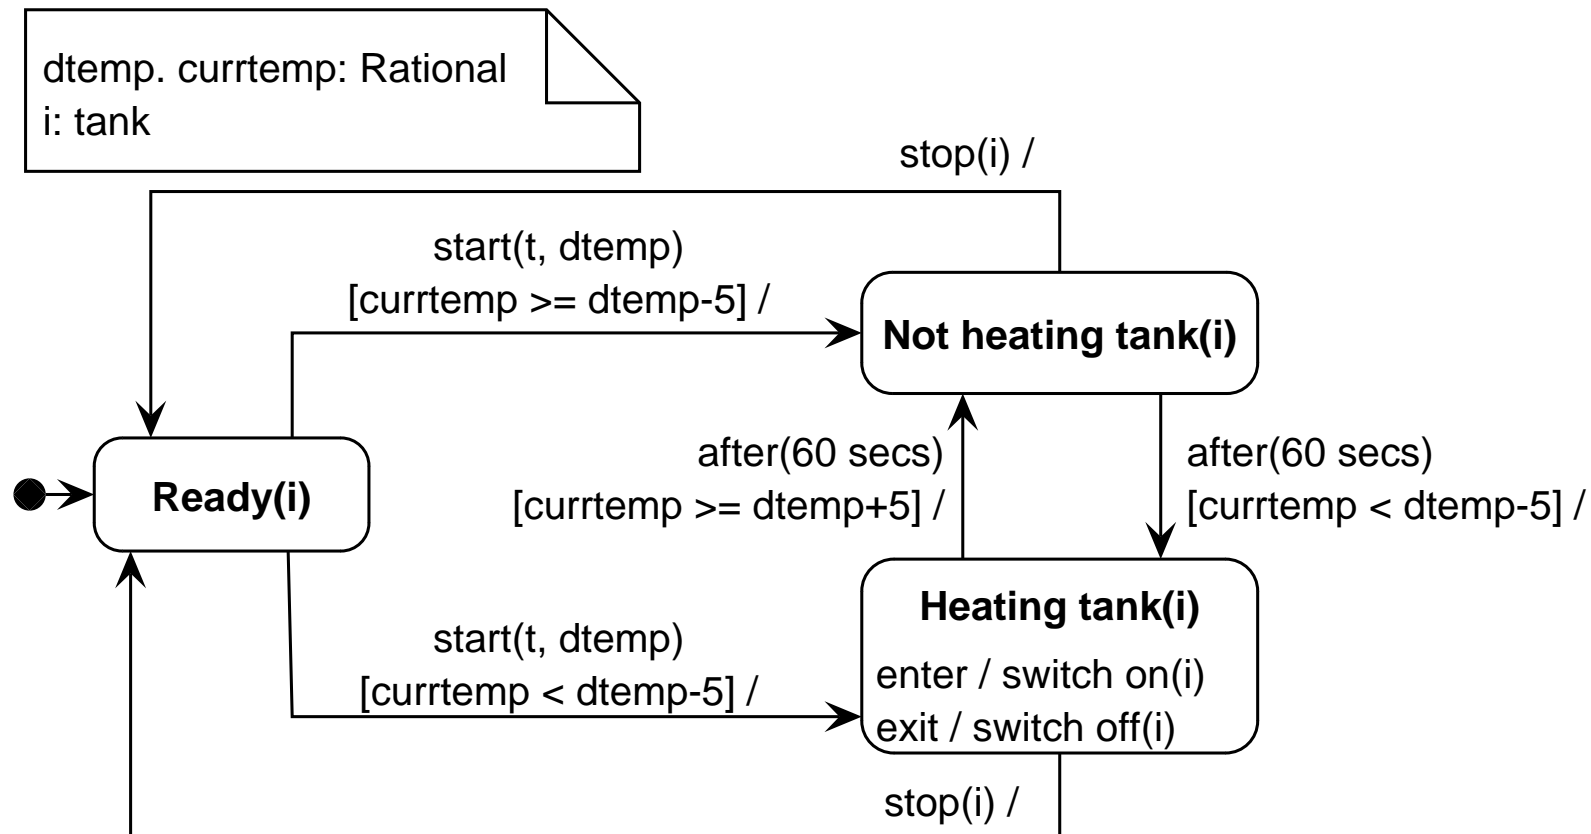 dtemp. currtemp: Rational
i: tank
stop(i) /
start(t, dtemp)
[currtemp >= dtemp-5] /
Not heating tank(i)
after(60 secs)
[currtemp >= dtemp+5] /
after(60 secs)
[currtemp < dtemp-5] /
Ready(i)
Heating tank(i)
enter / switch on(i)
exit / switch off(i)
start(t, dtemp)
[currtemp < dtemp-5] /
stop(i) /